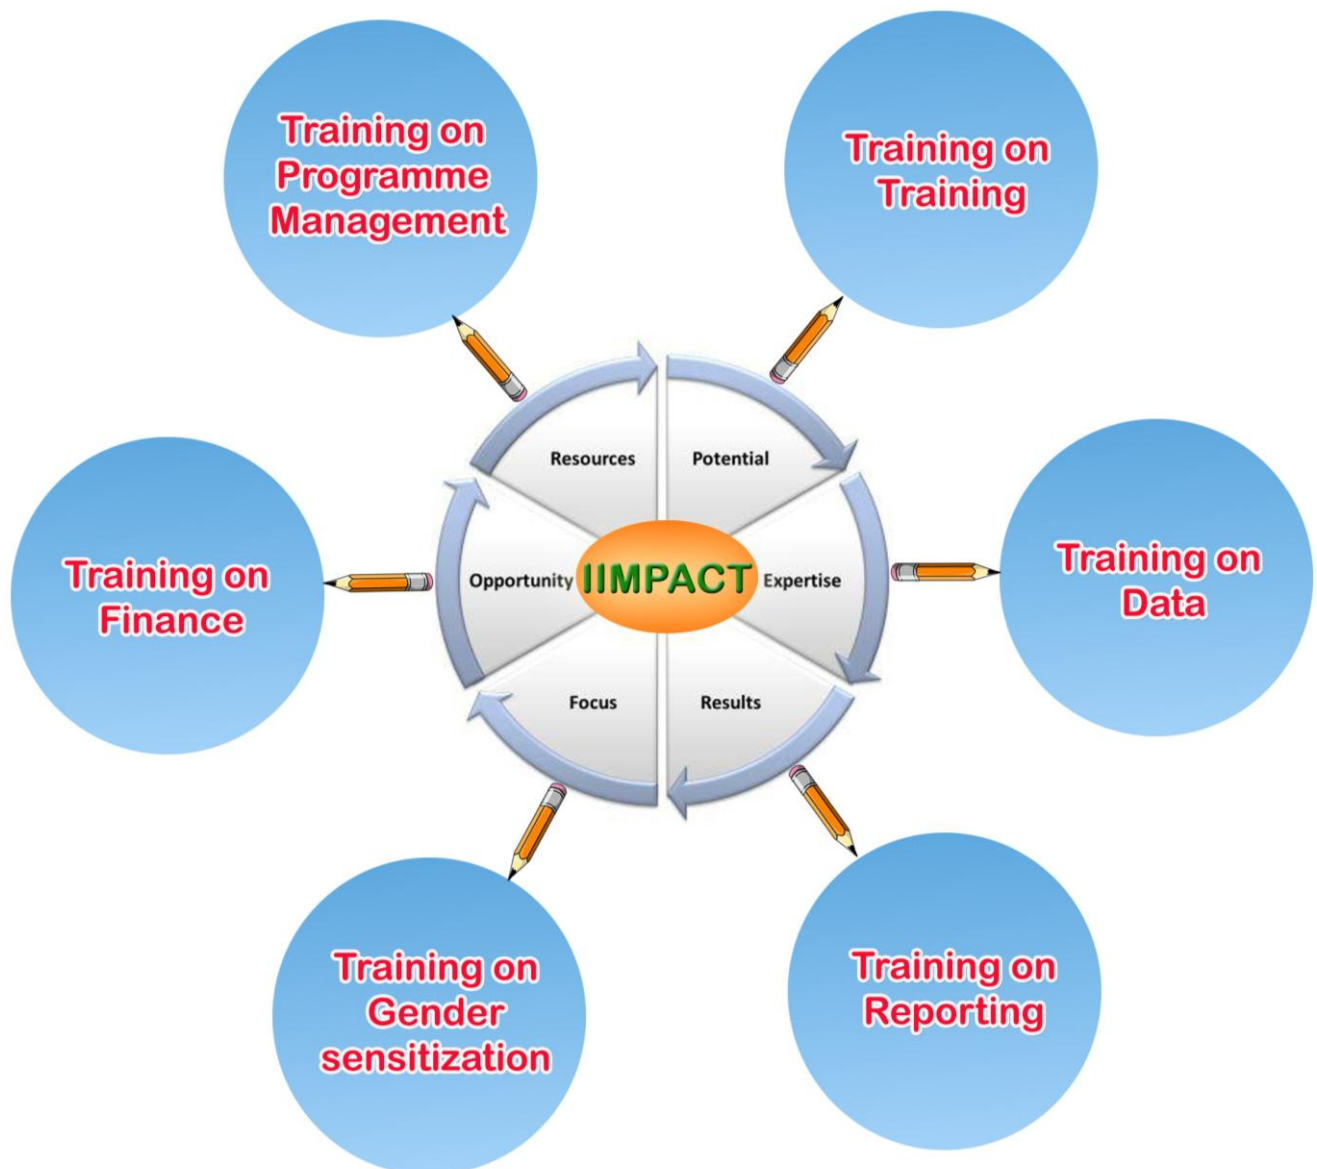 Training on
Programme
Management
Training on
Training
Resources
Potential
Training on
Finance
Opportunity
IIMPACT
Expertise
Training on
Data
Focus
Results
Training on
Gender
sensitization
Training on
Reporting